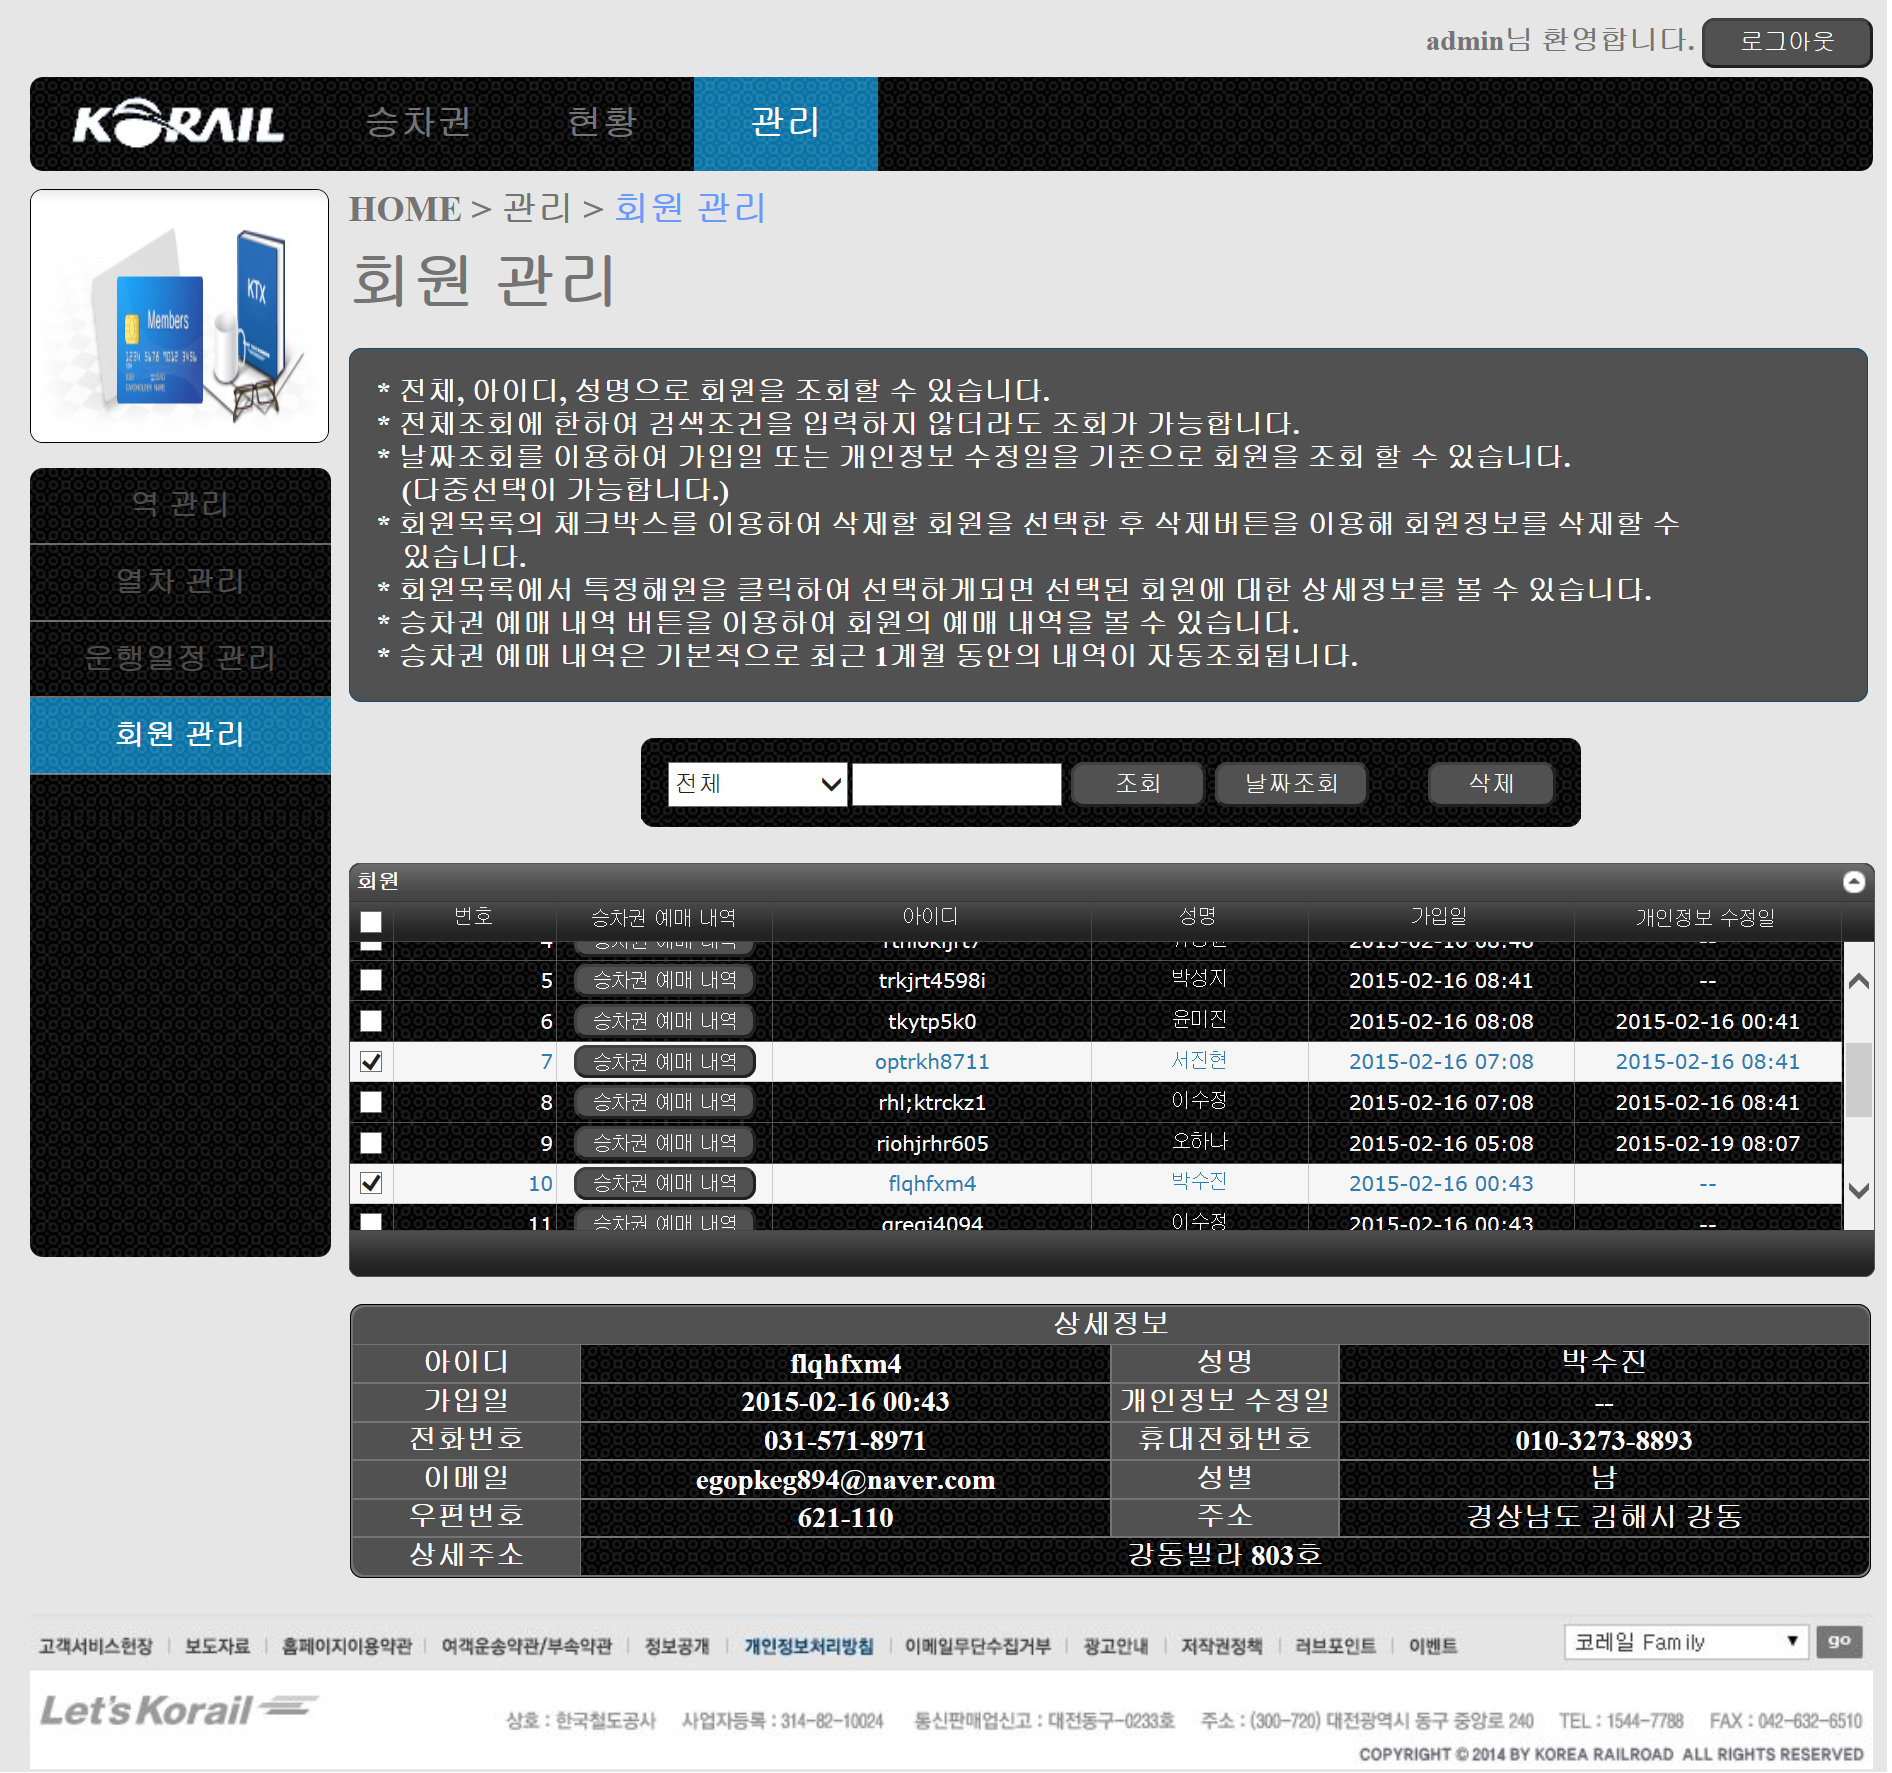 admin님 환영합니다. 로그아웃
KORAIL 승차권 현황 관리
HOME > 관리 > 회원 관리
회원 관리
KTX
Members
1234 5678 9012 3456
* 전체, 아이디, 성명으로 회원을 조회할 수 있습니다.
* 전체조회에 한하여 검색조건을 입력하지 않더라도 조회가 가능합니다.
* 날짜조회를 이용하여 가입일 또는 개인정보 수정일을 기준으로 회원을 조회 할 수 있습니다.
(다중선택이 가능합니다.)
* 회원목록의 체크박스를 이용하여 삭제할 회원을 선택한 후 삭제버튼을 이용해 회원정보를 삭제할 수
있습니다.
* 회원목록에서 특정해원을 클릭하여 선택하게되면 선택된 회원에 대한 상세정보를 볼 수 있습니다.
* 승차권 예매 내역 버튼을 이용하여 회원의 예매 내역을 볼 수 있습니다.
* 승차권 예매 내역은 기본적으로 최근 1계월 동안의 내역이 자동조회됩니다.
역 관리
열차 관리
운행일정 관리
회원 관리
전체 조회 날짜조회 삭제
회원
번호 승차권 예매 내역 아이디 성명 가입일 개인정보 수정일
4 승차권 예매 내역 2015-02-16 08:48 --
5 승차권 예매 내역 trkjrt4598i 박성지 2015-02-16 08:41 --
6 승차권 예매 내역 tkytp5k0 윤미진 2015-02-16 08:08 2015-02-16 00:41
7 승차권 예매 내역 optrkh8711 서진현 2015-02-16 07:08 2015-02-16 08:41
8 승차권 예매 내역 rhl;ktrckz1 이수정 2015-02-16 07:08 2015-02-16 08:41
9 승차권 예매 내역 riohjrhr605 오하나 2015-02-16 05:08 2015-02-19 08:07
10 승차권 예매 내역 flqhfxm4 박수진 2015-02-16 00:43 --
11 승차권 예매 내역 이수정 2015-02-16 00:43 --
상세정보
아이디 flqhfxm4 성명 박수진
가입일 2015-02-16 00:43 개인정보 수정일 --
전화번호 031-571-8971 휴대전화번호 010-3273-8893
이메일 egopkeg894@naver.com 성별 남
우편번호 621-110 주소 경상남도 김해시 강동
상세주소 강동빌라 803호
고객서비스헌장 보도자료 홈페이지이용약관 여객운송약관/부속약관 정보공개 개인정보처리방침 이메일무단수집거부 광고안내 저작권정책 러브포인트 이벤트 코레일 Family go
Let's Korail
상호 : 한국철도공사 사업자등록 : 314-82-10024 통신판매업신고 : 대전동구-0233호 주소 : (300-720) 대전광역시 동구 중앙로 240 TEL : 1544-7788 FAX : 042-632-6510
COPYRIGHT © 2014 BY KOREA RAILROAD ALL RIGHTS RESERVED